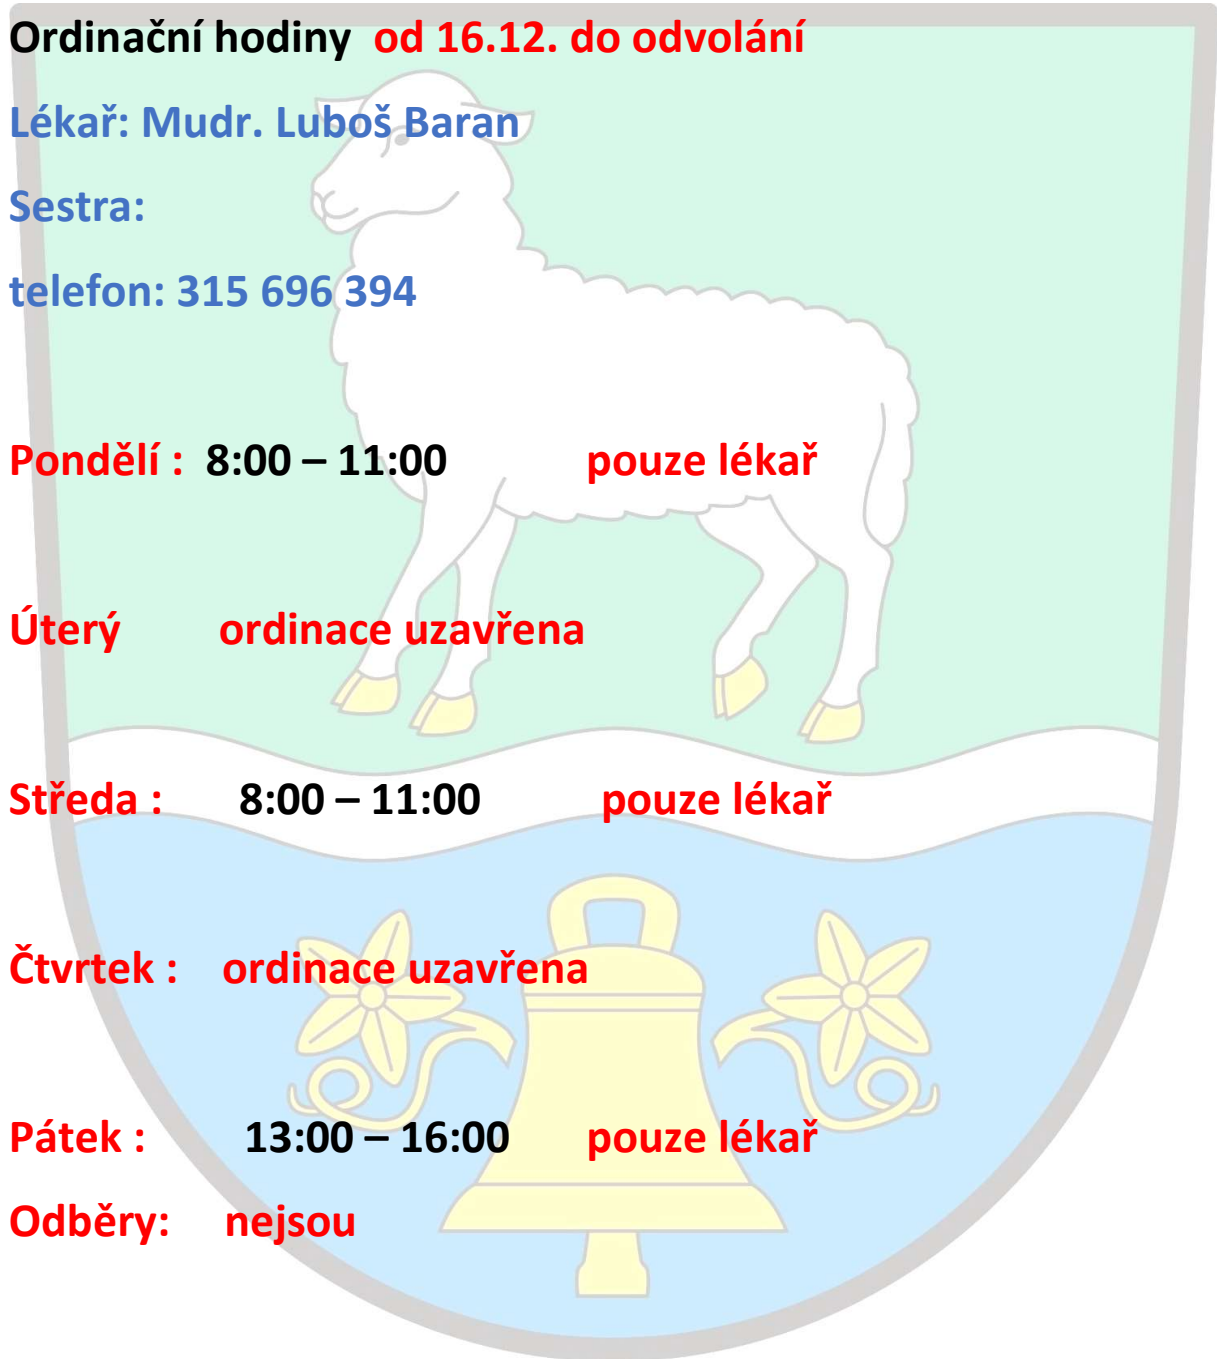 Ordinační hodiny od 16.12. do odvolání
Lékař: Mudr. Luboš Baran
Sestra:
telefon: 315 696 394
Pondělí : 8:00 – 11:00 pouze lékař
Úterý ordinace uzavřena
Středa : 8:00 – 11:00 pouze lékař
Čtvrtek : ordinace uzavřena
Pátek : 13:00 – 16:00 pouze lékař
Odběry: nejsou